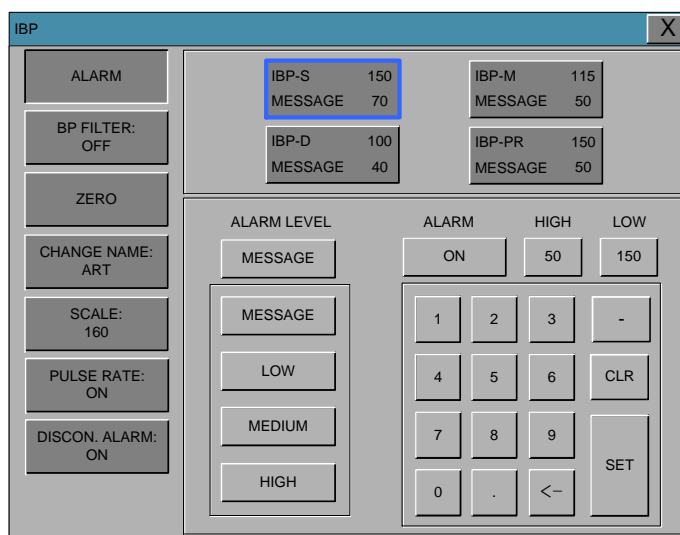 IBP
X
ALARM
BP FILTER:
OFF
ZERO
CHANGE NAME:
ART
SCALE:
160
PULSE RATE:
ON
DISCON. ALARM:
ON
IBP-S 150
MESSAGE 70
IBP-M 115
MESSAGE 50
IBP-D 100
MESSAGE 40
IBP-PR 150
MESSAGE 50
ALARM LEVEL
MESSAGE
MESSAGE
LOW
MEDIUM
HIGH
ALARM HIGH LOW
ON 50 150
1 2 3 -
4 5 6 CLR
7 8 9
SET
0 . <-